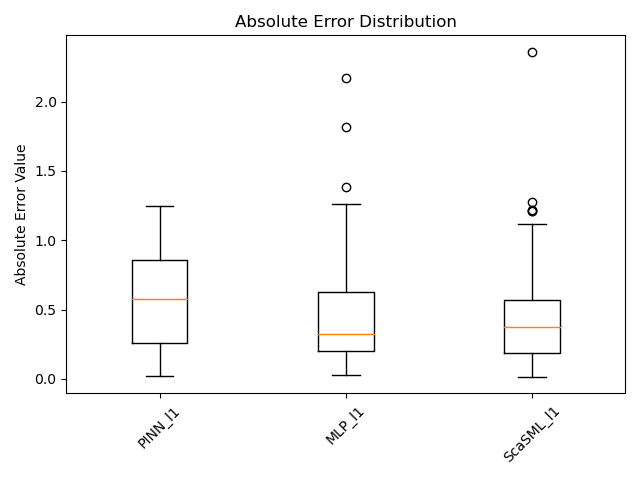 Absolute Error Distribution
Absolute Error Value
2.0
1.5
1.0
0.5
0.0
PINN_l1
MLP_l1
ScaSML_l1